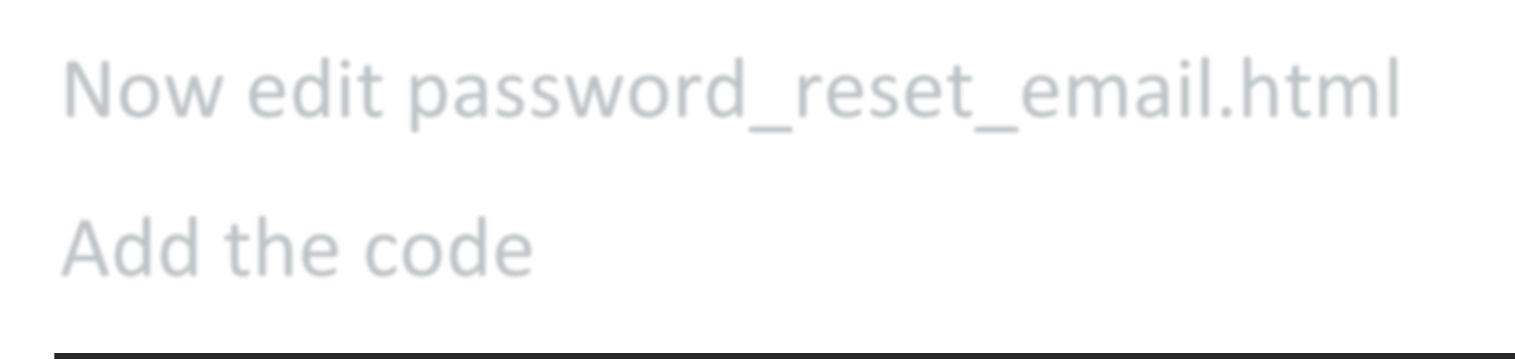 Now edit password_reset_email.html
Add the code